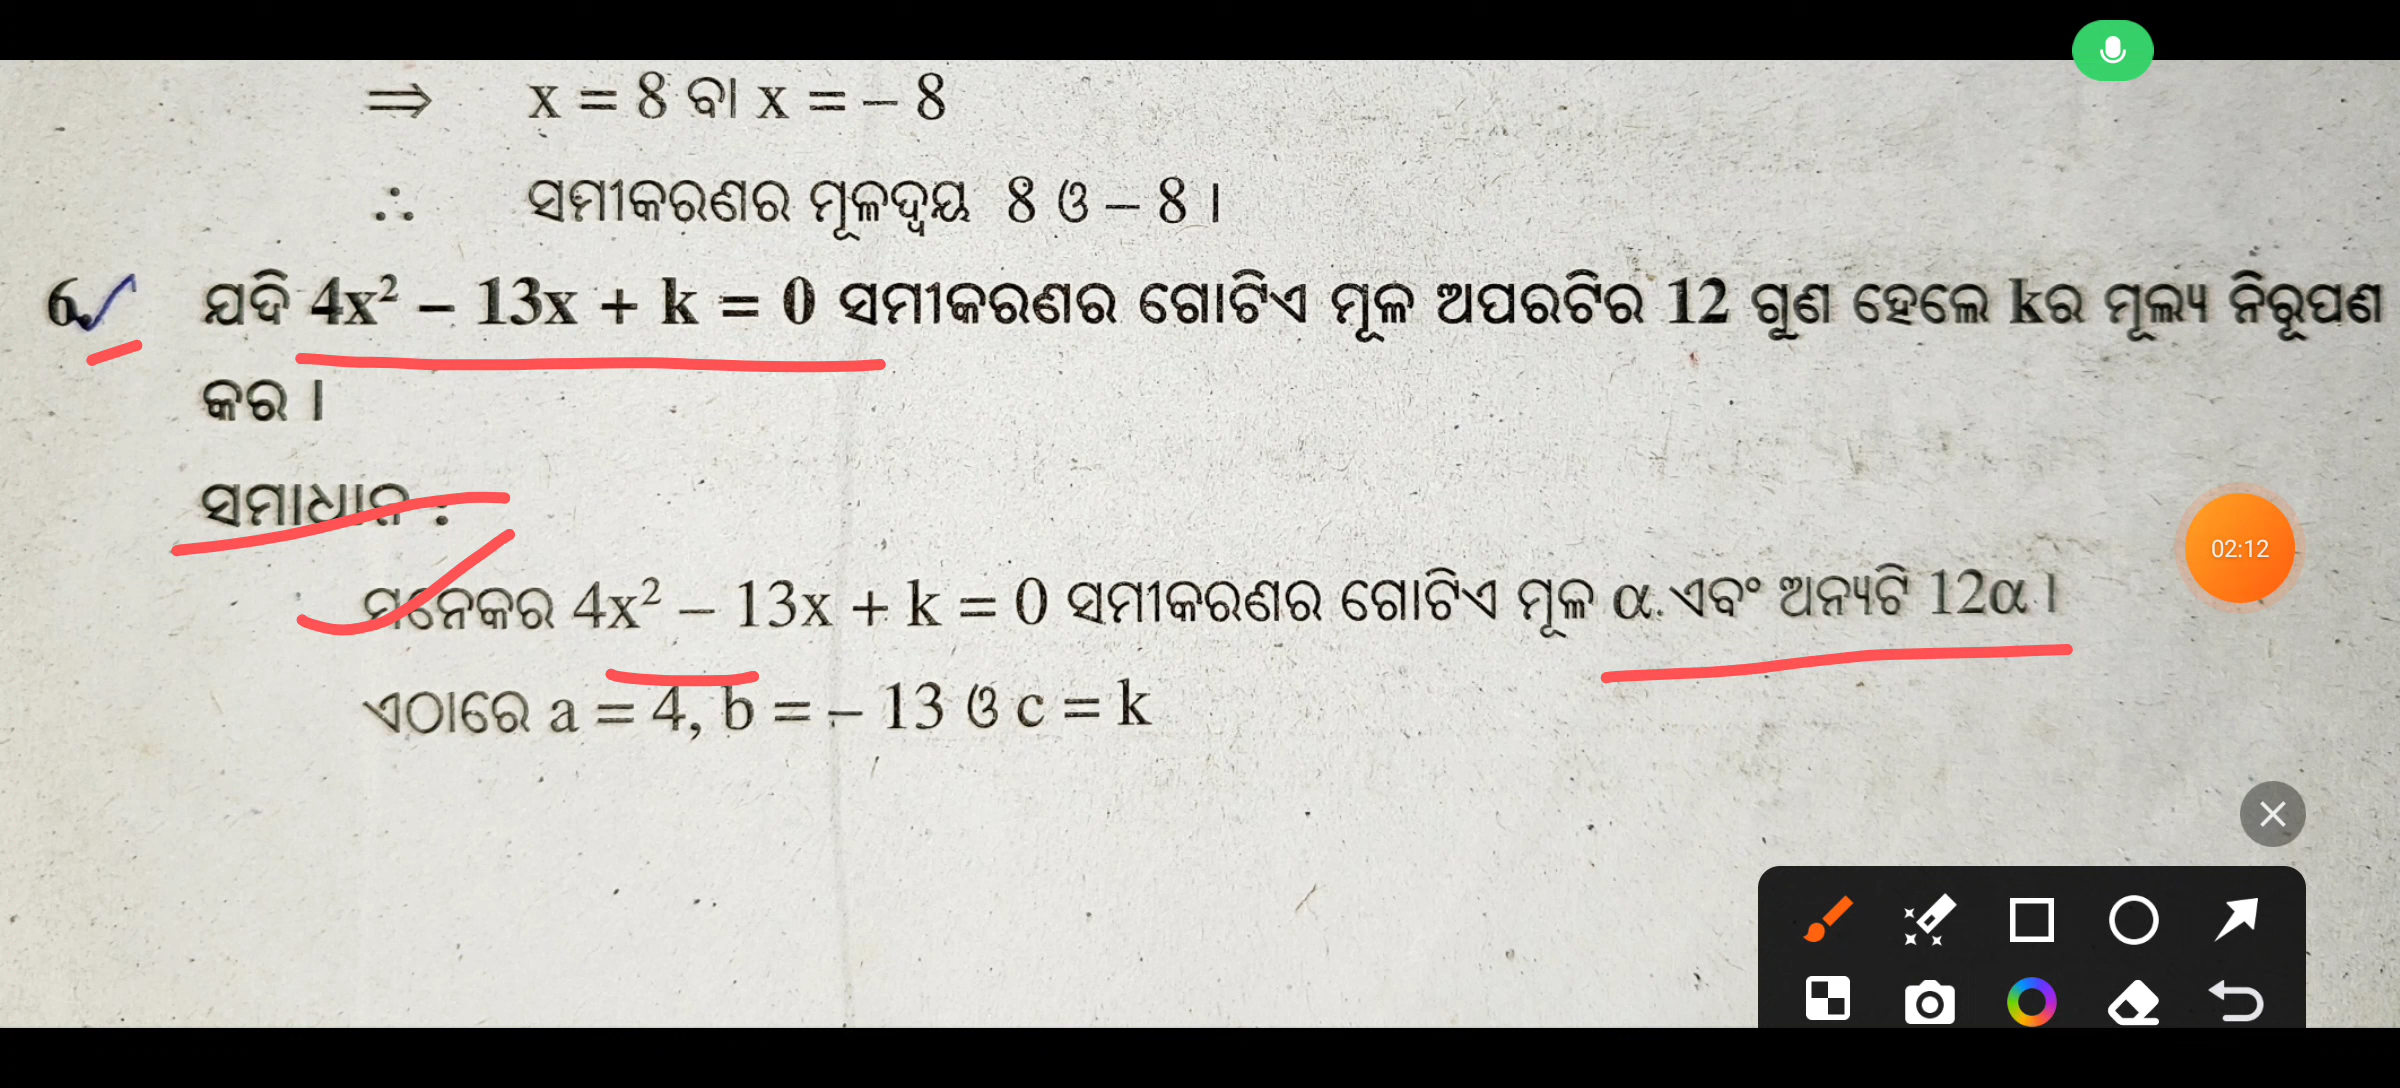 ⇒ x = 8 ବା x = – 8
∴ ସମୀକରଣର ମୂଳଦ୍ୱୟ 8 ଓ – 8 ।
6. ଯଦି 4x² – 13x + k = 0 ସମୀକରଣର ଗୋଟିଏ ମୂଳ ଅପରଟିର 12 ଗୁଣ ହେଲେ kର ମୂଲ୍ୟ ନିରୂପଣ
କର ।
ସମାଧାନ :
ମନେକର 4x² – 13x + k = 0 ସମୀକରଣର ଗୋଟିଏ ମୂଳ α ଏବଂ ଅନ୍ୟଟି 12α ।
02:12
ଏଠାରେ a = 4, b = – 13 ଓ c = k